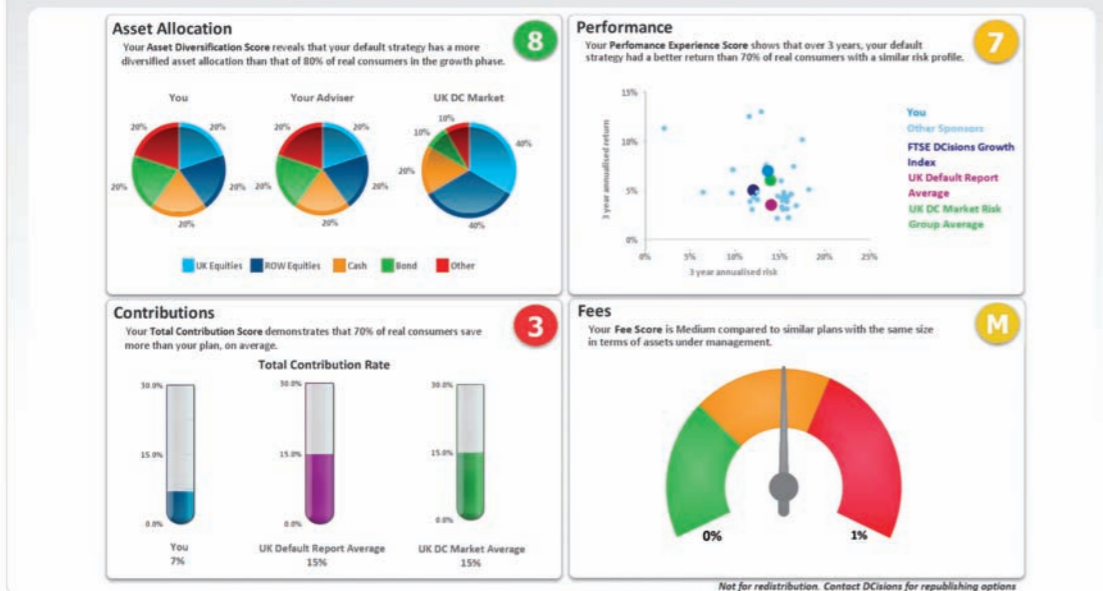 Asset Allocation
8
Your Asset Diversification Score reveals that your default strategy has a more
diversified asset allocation than that of 80% of real consumers in the growth phase.
You
Your Adviser
UK DC Market
20%
20%
20%
20%
20%
20%
20%
20%
20%
20%
10%
10%
40%
20%
40%
UK Equities
ROW Equities
Cash
Bond
Other
Performance
7
Your Perfomance Experience Score shows that over 3 years, your default
strategy had a better return than 70% of real consumers with a similar risk profile.
15%
10%
5%
0%
3 year annualised return
0%
5%
10%
15%
20%
25%
3 year annualised risk
You
Other Sponsors
FTSE DCisions Growth
Index
UK Default Report
Average
UK DC Market Risk
Group Average
Contributions
3
Your Total Contribution Score demonstrates that 70% of real consumers save
more than your plan, on average.
Total Contribution Rate
30.0%
15.0%
0.0%
30.0%
15.0%
0.0%
30.0%
15.0%
0.0%
You
7%
UK Default Report Average
15%
UK DC Market Average
15%
Fees
M
Your Fee Score is Medium compared to similar plans with the same size
in terms of assets under management.
0%
1%
Not for redistribution. Contact DCisions for republishing options